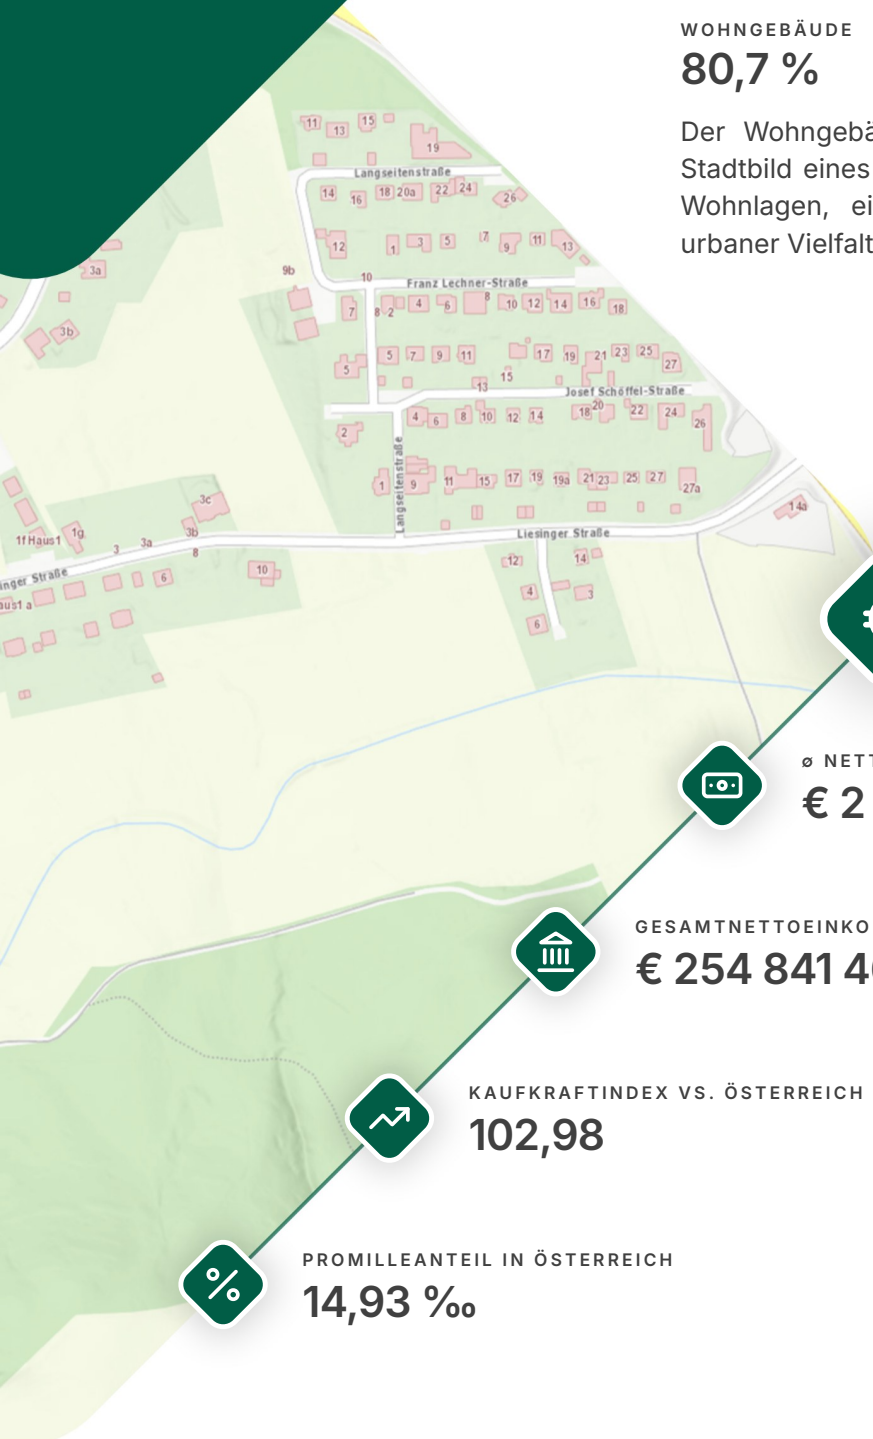 WOHNGEBÄUDE
80,7 %
Der Wohngebä
Stadtbild eines
Wohnlagen, ei
urbaner Vielfalt
11 13 15 19
Langseitenstraße
14 16 18 20a 22 24 26
12 1 3 5 7 9 11 13
3a 9b 10
Franz Lechner-Straße
7 8 2 4 6 8 10 12 14 16 18
3b
5 5 7 9 11 15 17 19 21 23 25 27
13
Josef Schöffel-Straße
2 4 6 8 10 12 14 18 20 22 24 26
Langseitenstraße
1 9 11 15 17 19 19a 21 23 25 27 27a
3c 14a
1f Haus1 1g 3 3a 3b 8
Liesinger Straße
inger Straße
6 10 12 14
aus1 a
4 3
6
ø NETT
€ 2
GESAMTNETTOEINKO
€ 254 841 4
KAUFKRAFTINDEX VS. ÖSTERREICH
102,98
PROMILLEANTEIL IN ÖSTERREICH
14,93 ‰